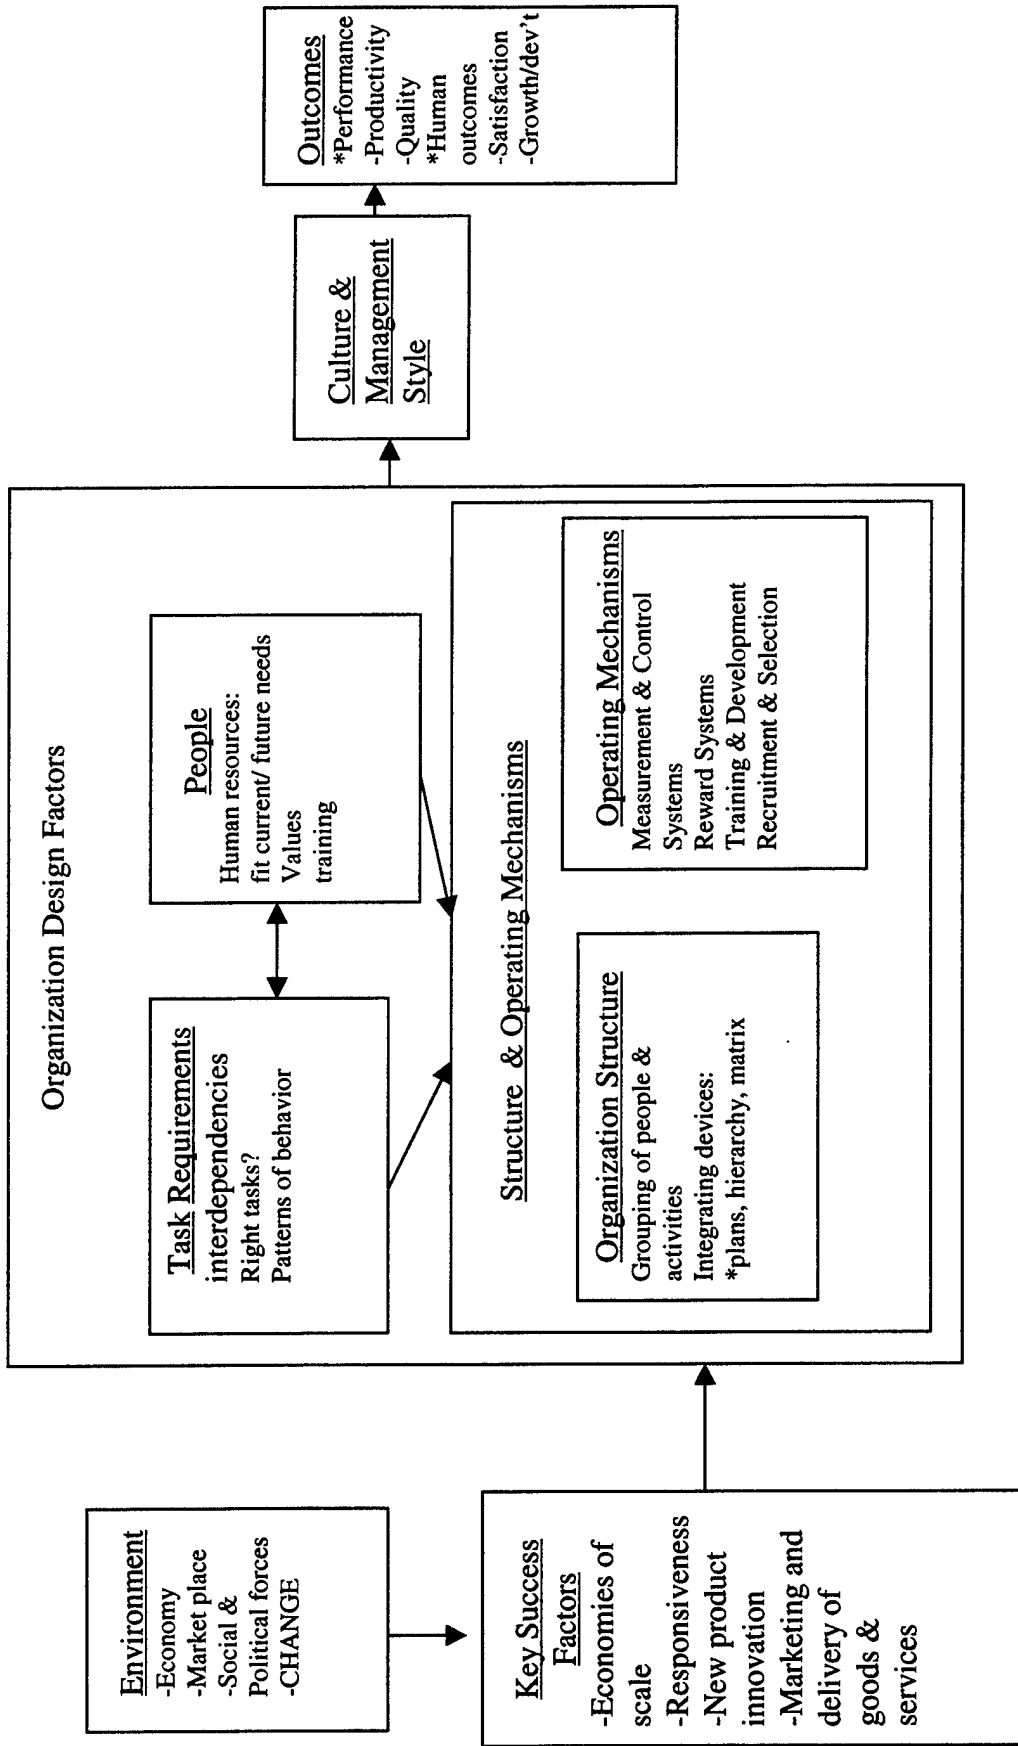 Environment
-Economy
-Market place
-Social &
Political forces
-CHANGE
Key Success
Factors
-Economies of
scale
-Responsiveness
-New product
innovation
-Marketing and
delivery of
goods &
services
Organization Design Factors
Task Requirements
interdependencies
Right tasks?
Patterns of behavior
People
Human resources:
fit current/ future needs
Values
training
Structure & Operating Mechanisms
Organization Structure
Grouping of people &
activities
Integrating devices:
*plans, hierarchy, matrix
Operating Mechanisms
Measurement & Control
Systems
Reward Systems
Training & Development
Recruitment & Selection
Culture &
Management
Style
Outcomes
*Performance
-Productivity
-Quality
*Human
outcomes
-Satisfaction
-Growth/dev't